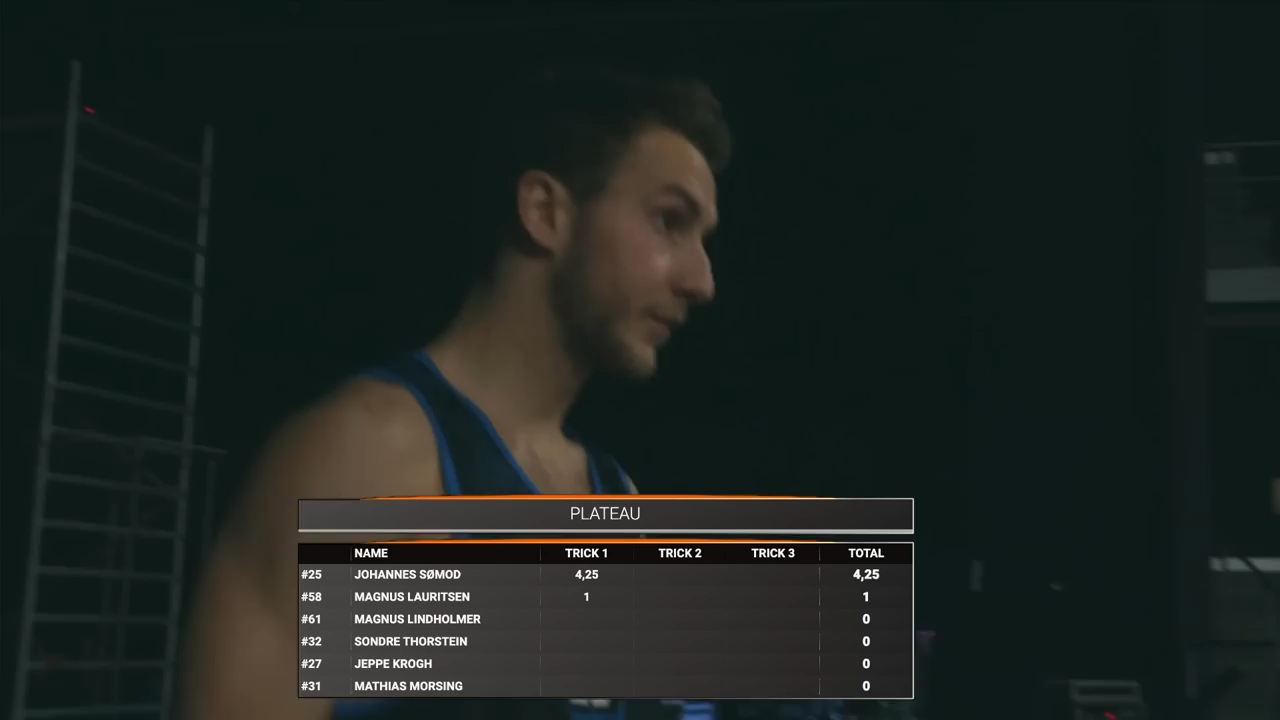 PLATEAU
NAME TRICK 1 TRICK 2 TRICK 3 TOTAL
#25 JOHANNES SØMOD 4,25 4,25
#58 MAGNUS LAURITSEN 1 1
#61 MAGNUS LINDHOLMER 0
#32 SONDRE THORSTEIN 0
#27 JEPPE KROGH 0
#31 MATHIAS MORSING 0